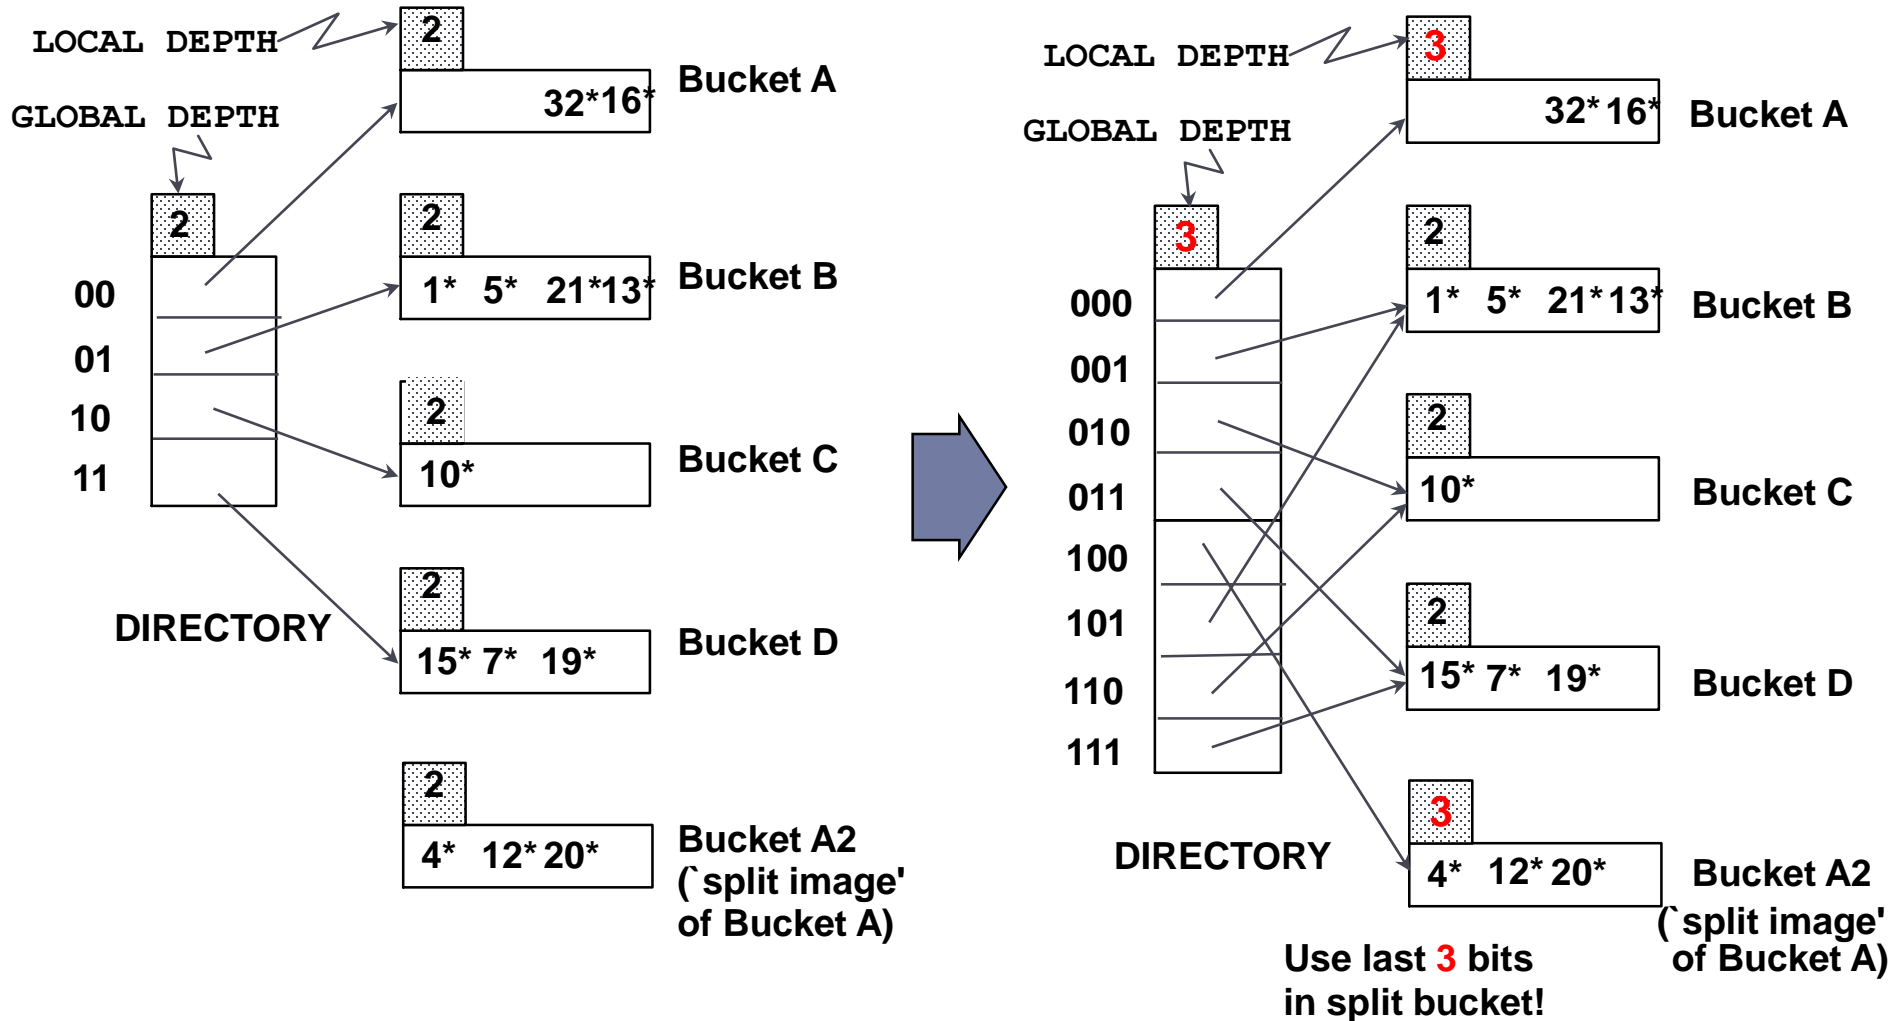 LOCAL DEPTH
2
32* 16*
Bucket A
GLOBAL DEPTH
2
00
01
10
11
2
1* 5* 21* 13*
Bucket B
2
10*
Bucket C
DIRECTORY
2
15* 7* 19*
Bucket D
2
4* 12* 20*
Bucket A2
(`split image'
of Bucket A)
LOCAL DEPTH
3
32* 16*
Bucket A
GLOBAL DEPTH
3
000
001
010
011
100
101
110
111
2
1* 5* 21* 13*
Bucket B
2
10*
Bucket C
2
15* 7* 19*
Bucket D
DIRECTORY
3
4* 12* 20*
Bucket A2
(`split image'
of Bucket A)
Use last 3 bits
in split bucket!